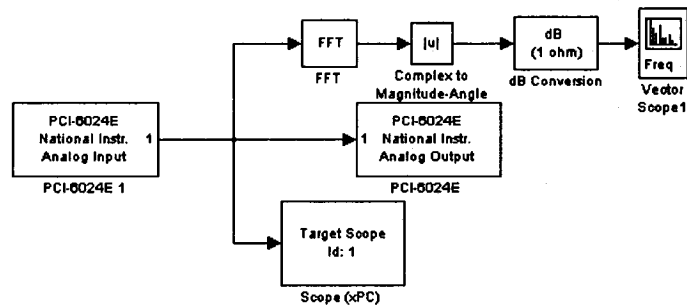 FFT
FFT
|u|
Complex to
Magnitude-Angle
dB
(1 ohm)
dB Conversion
Freq
Vector
Scope1
PCI-6024E
National Instr.
Analog Input
1
PCI-6024E 1
1
PCI-6024E
National Instr.
Analog Output
PCI-6024E
Target Scope
Id: 1
Scope (xPC)